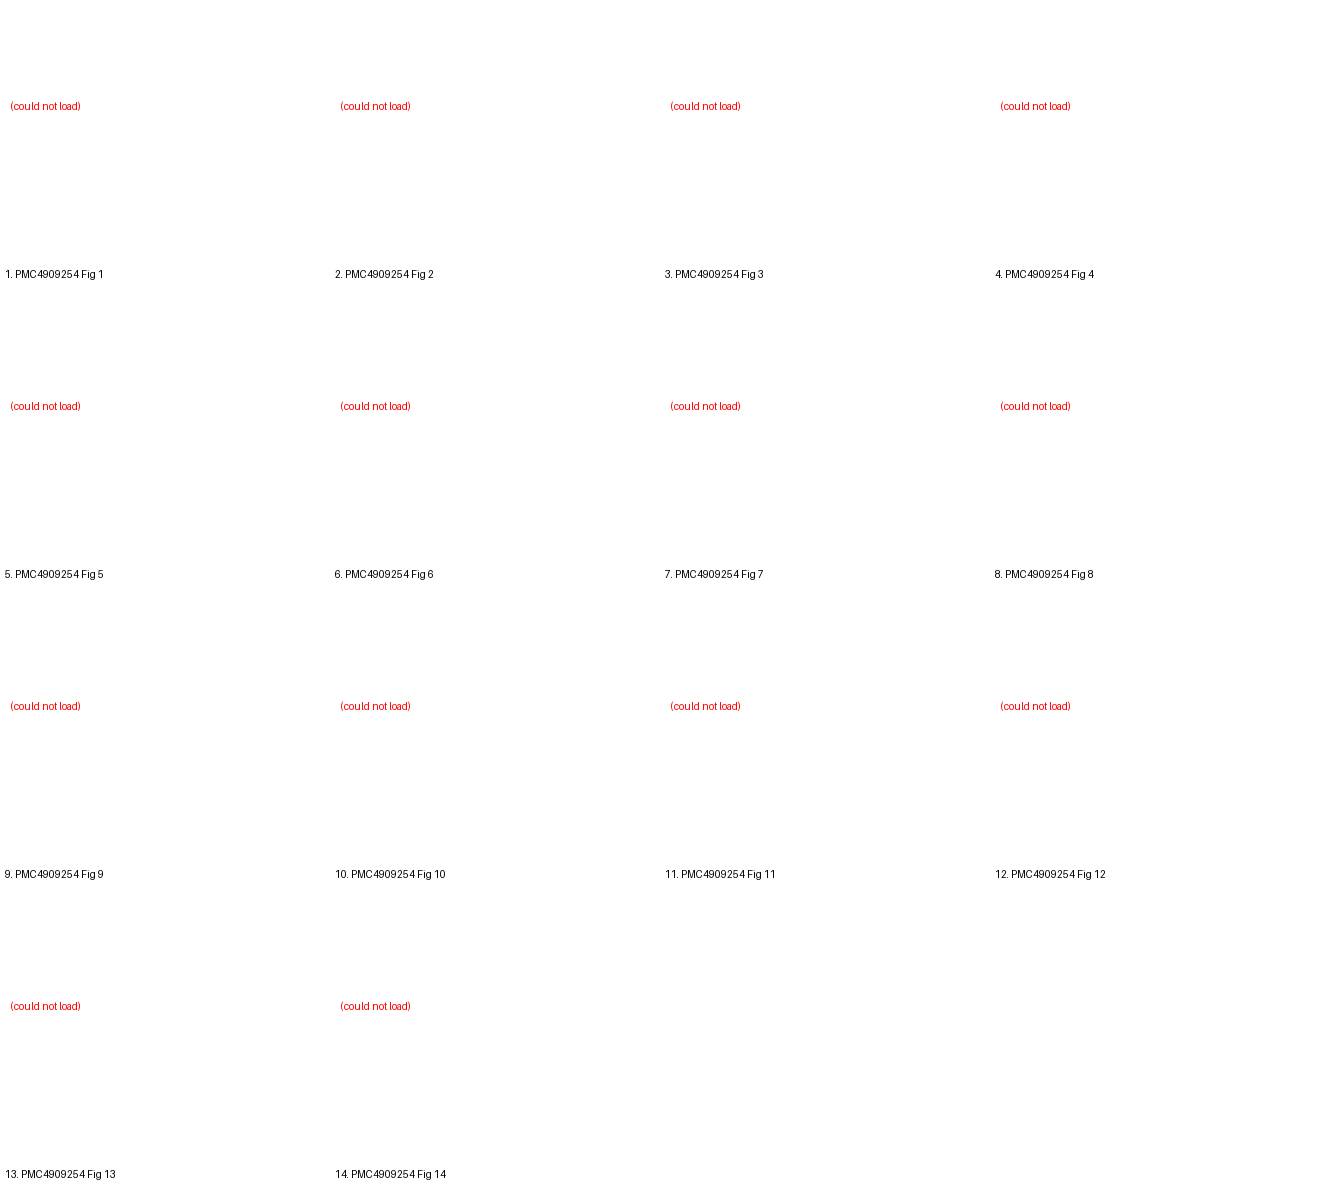 (could not load) (could not load) (could not load) (could not load)
1. PMC4909254 Fig 1 2. PMC4909254 Fig 2 3. PMC4909254 Fig 3 4. PMC4909254 Fig 4
(could not load) (could not load) (could not load) (could not load)
5. PMC4909254 Fig 5 6. PMC4909254 Fig 6 7. PMC4909254 Fig 7 8. PMC4909254 Fig 8
(could not load) (could not load) (could not load) (could not load)
9. PMC4909254 Fig 9 10. PMC4909254 Fig 10 11. PMC4909254 Fig 11 12. PMC4909254 Fig 12
(could not load) (could not load)
13. PMC4909254 Fig 13 14. PMC4909254 Fig 14